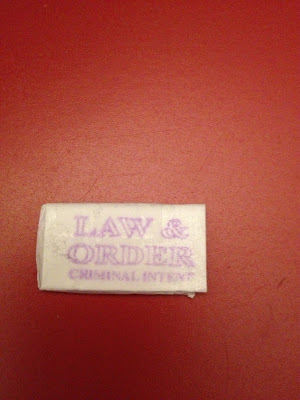 LAW &
ORDER
CRIMINAL INTENT